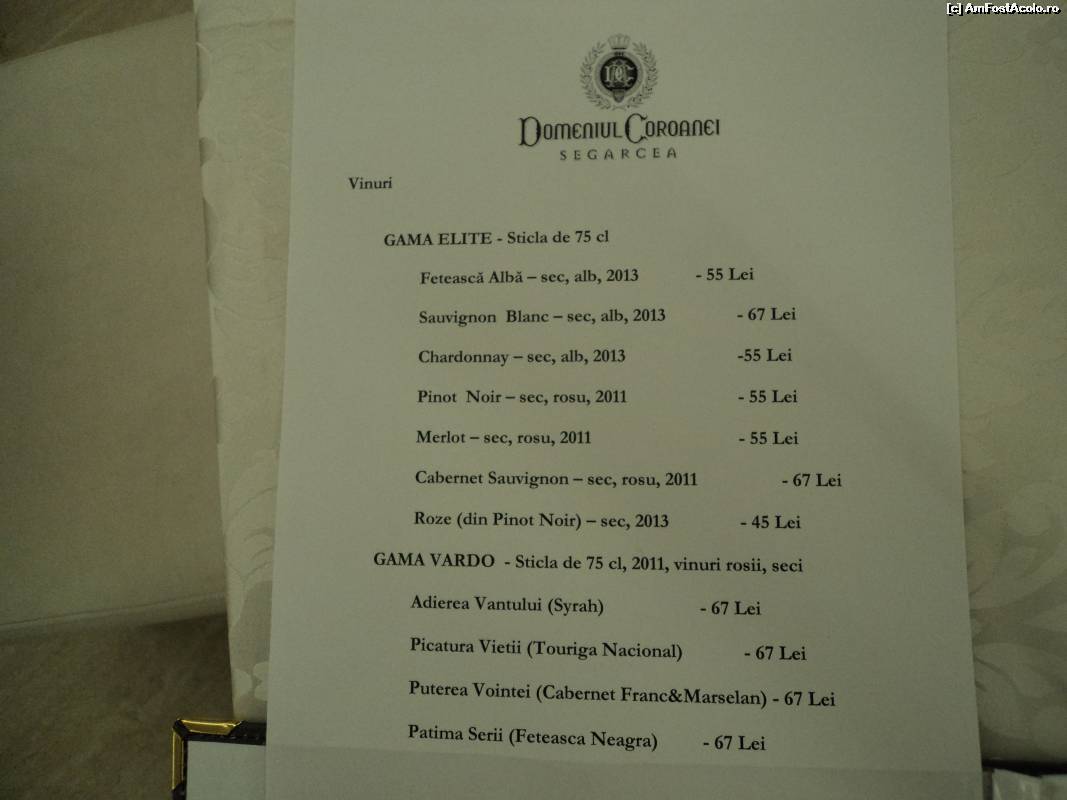 [c] AmFostAcolo.ro
DOMENIUL COROANEI
SEGARCEA
Vinuri
GAMA ELITE - Sticla de 75 cl
Fetească Albă – sec, alb, 2013 - 55 Lei
Sauvignon Blanc – sec, alb, 2013 - 67 Lei
Chardonnay – sec, alb, 2013 -55 Lei
Pinot Noir – sec, rosu, 2011 - 55 Lei
Merlot – sec, rosu, 2011 - 55 Lei
Cabernet Sauvignon – sec, rosu, 2011 - 67 Lei
Roze (din Pinot Noir) – sec, 2013 - 45 Lei
GAMA VARDO - Sticla de 75 cl, 2011, vinuri rosii, seci
Adierea Vantului (Syrah) - 67 Lei
Picatura Vietii (Touriga Nacional) - 67 Lei
Puterea Vointei (Cabernet Franc&Marselan) - 67 Lei
Patima Serii (Feteasca Neagra) - 67 Lei